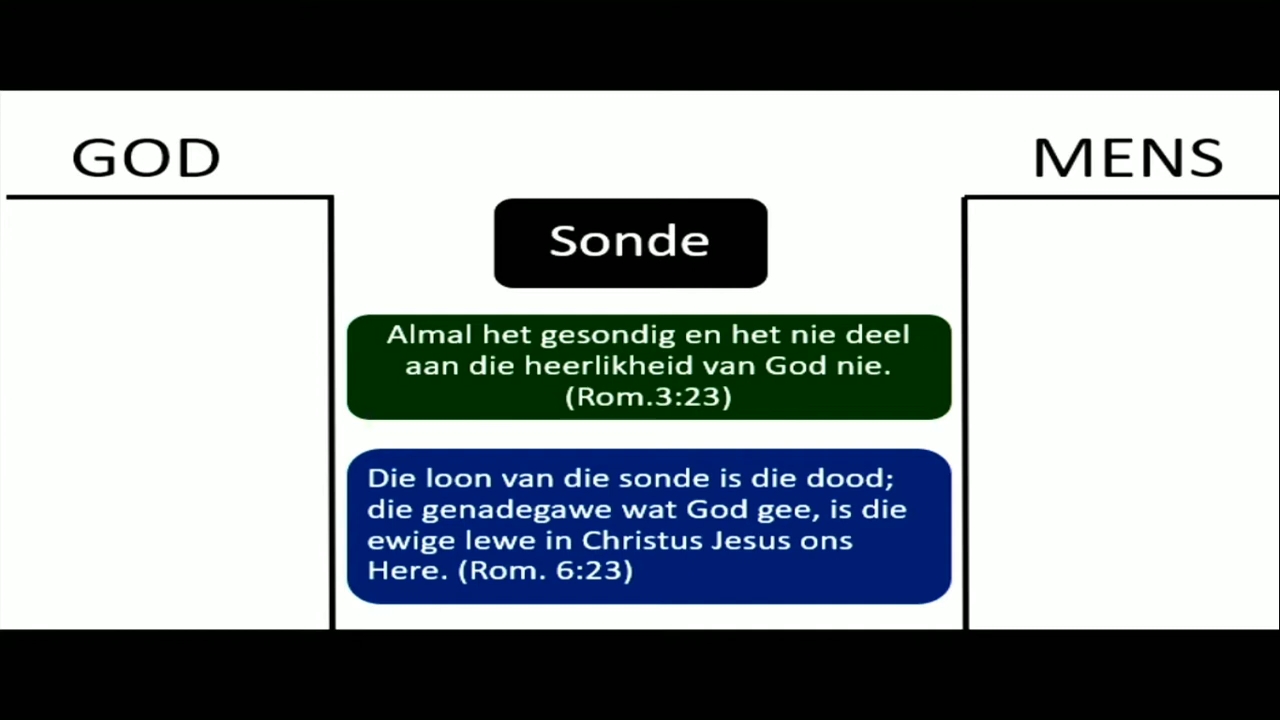 GOD
MENS
Sonde
Almal het gesondig en het nie deel
aan die heerlikheid van God nie.
(Rom.3:23)
Die loon van die sonde is die dood;
die genadegawe wat God gee, is die
ewige lewe in Christus Jesus ons
Here. (Rom. 6:23)